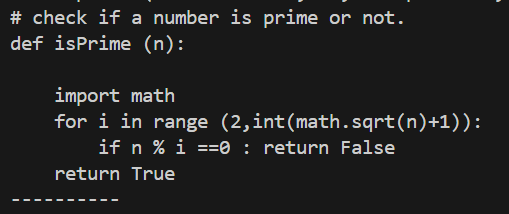 # check if a number is prime or not.
def isPrime (n):

    import math
    for i in range (2,int(math.sqrt(n)+1)):
        if n % i ==0 : return False
    return True
----------